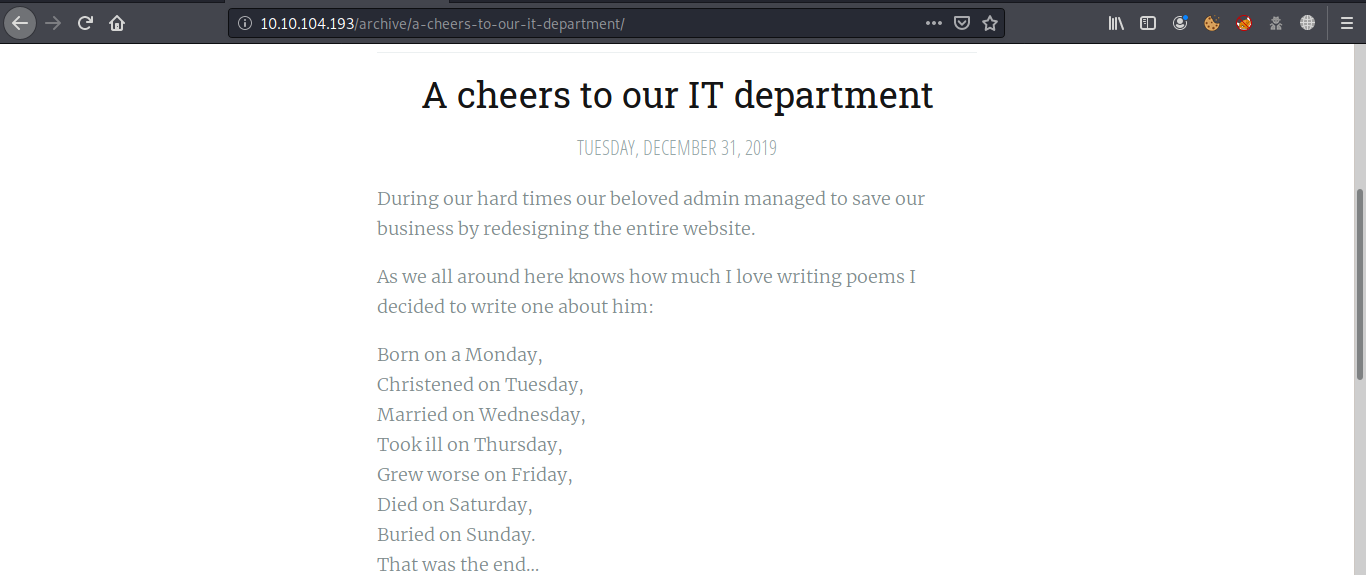 10.10.104.193/archive/a-cheers-to-our-it-department/
A cheers to our IT department
TUESDAY, DECEMBER 31, 2019
During our hard times our beloved admin managed to save our
business by redesigning the entire website.
As we all around here knows how much I love writing poems I
decided to write one about him:
Born on a Monday,
Christened on Tuesday,
Married on Wednesday,
Took ill on Thursday,
Grew worse on Friday,
Died on Saturday,
Buried on Sunday.
That was the end…